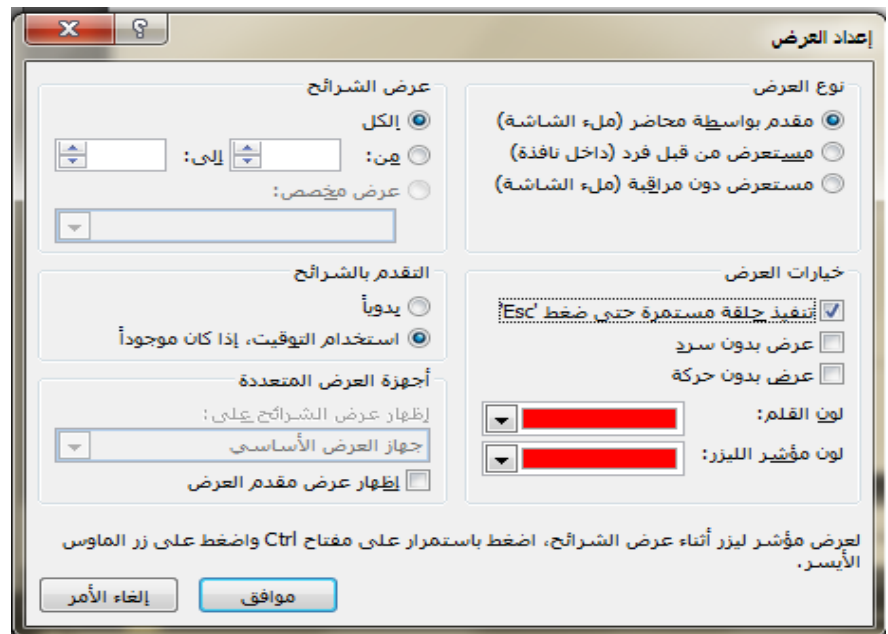 إعداد العرض
نوع العرض
مقدم بواسطة محاضر (ملء الشاشة)
مستعرض من قبل فرد (داخل نافذة)
مستعرض دون مراقبة (ملء الشاشة)
عرض الشرائح
الكل
من: إلى:
عرض مخصص:
خيارات العرض
تنفيذ حلقة مستمرة حتى ضغط 'Esc'
عرض بدون سرد
عرض بدون حركة
لون القلم:
لون مؤشر الليزر:
التقدم بالشرائح
يدوياً
استخدام التوقيت، إذا كان موجوداً
أجهزة العرض المتعددة
إظهار عرض الشرائح على:
جهاز العرض الأساسي
إظهار عرض مقدم العرض
لعرض مؤشر ليزر أثناء عرض الشرائح، اضغط باستمرار على مفتاح Ctrl واضغط على زر الماوس
الأيسر.
موافق إلغاء الأمر